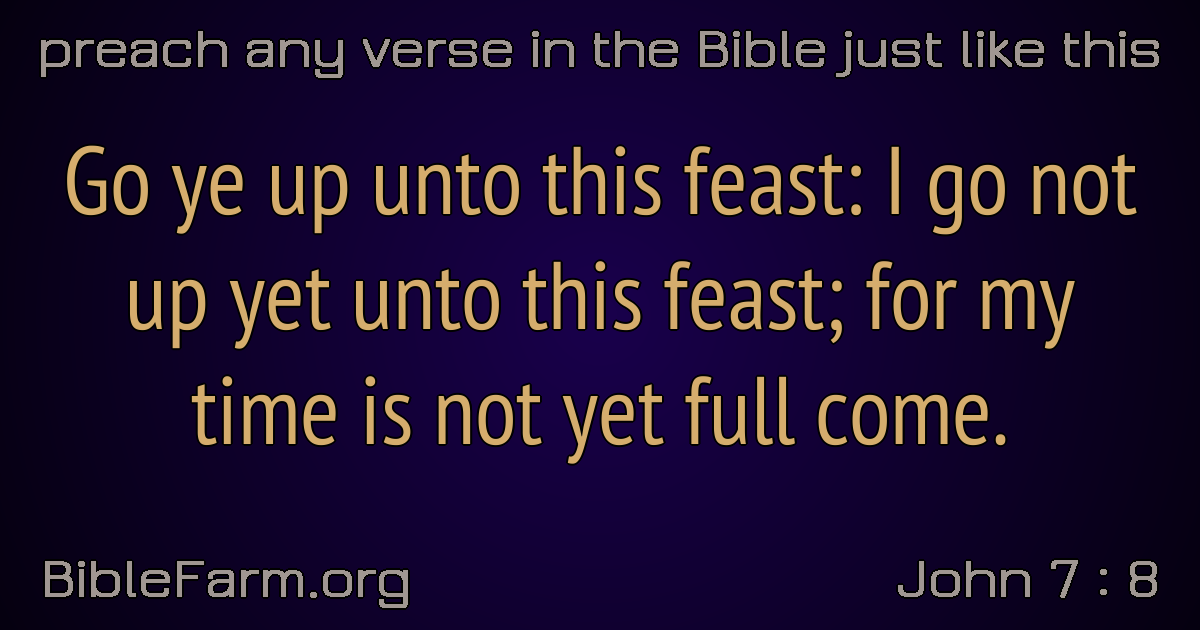 preach any verse in the Bible just like this
Go ye up unto this feast: I go not
up yet unto this feast; for my
time is not yet full come.
BibleFarm.org
John 7 : 8